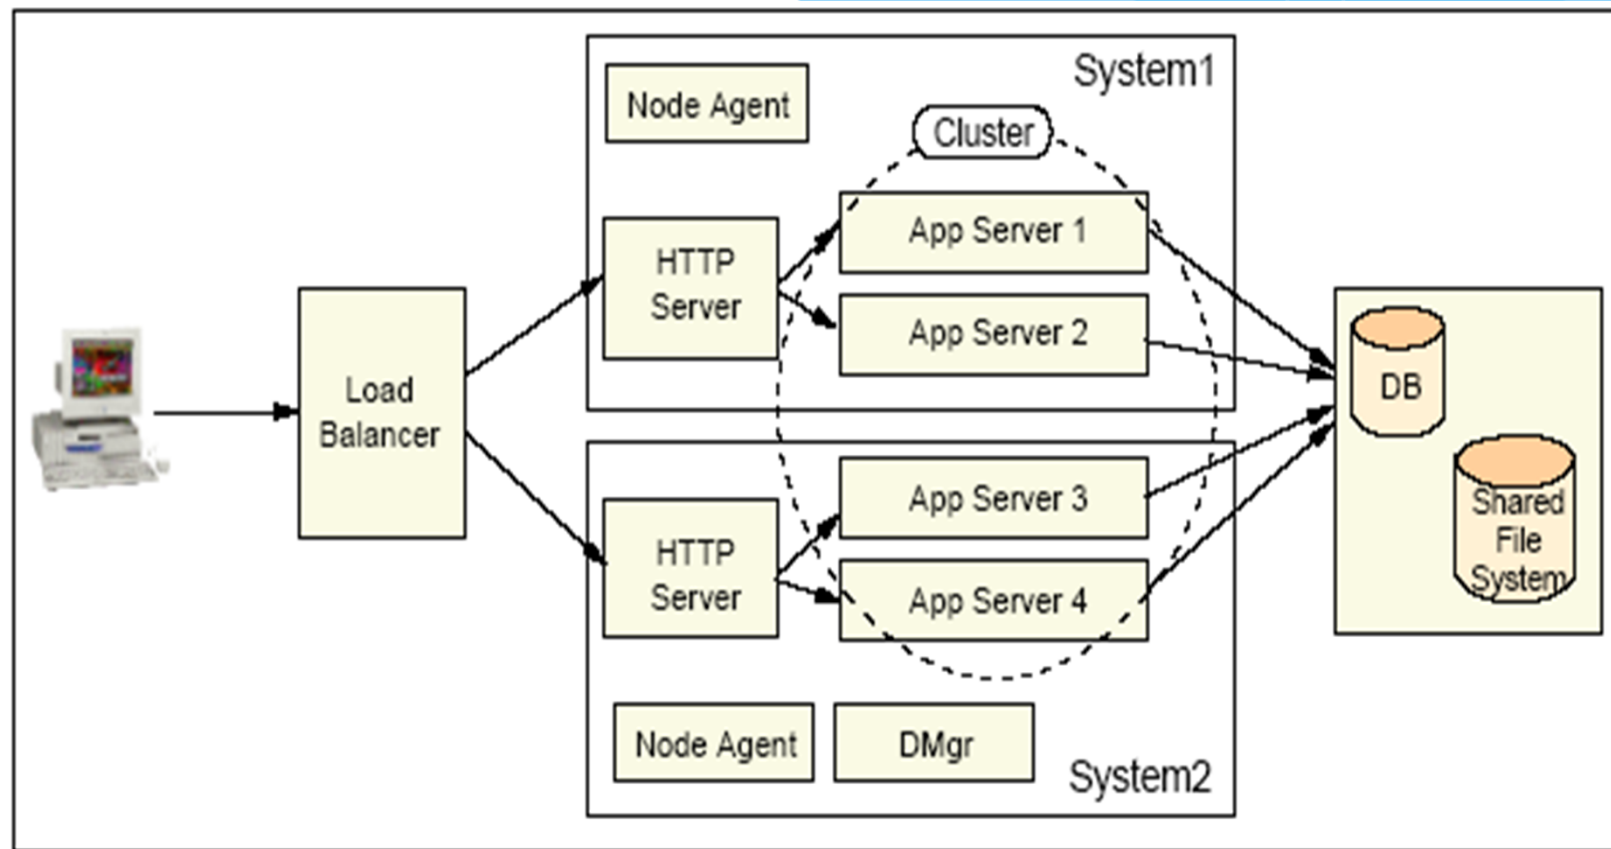 System1
Node Agent
Cluster
App Server 1
HTTP
Server
App Server 2
Load
Balancer
DB
App Server 3
Shared
File
System
HTTP
Server
App Server 4
Node Agent
DMgr
System2